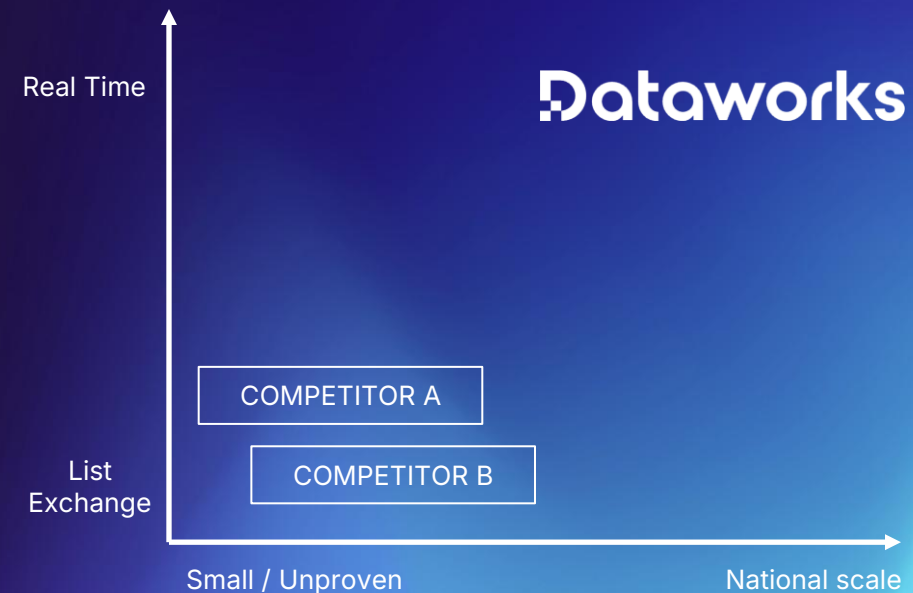 Real Time
Dataworks
COMPETITOR A
COMPETITOR B
List
Exchange
Small / Unproven
National scale